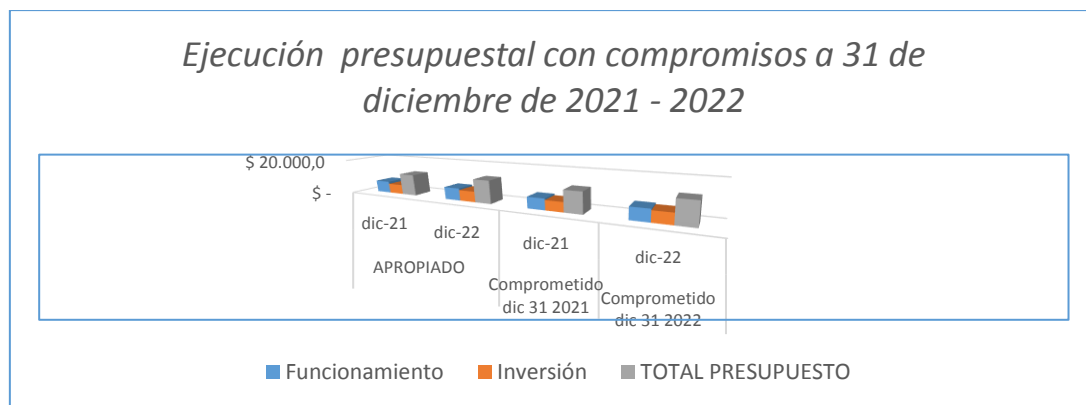 Ejecución  presupuestal con compromisos a 31 de
diciembre de 2021 - 2022
$ 20.000,0
$ -
dic-21
dic-22
dic-21
dic-22
APROPIADO
Comprometido
dic 31 2021
Comprometido
dic 31 2022
Funcionamiento
Inversión
TOTAL PRESUPUESTO